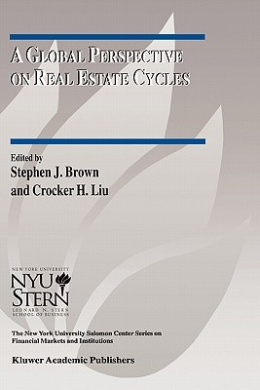 A GLOBAL PERSPECTIVE
ON REAL ESTATE CYCLES
Edited by
Stephen J. Brown
and Crocker H. Liu
NEW YORK UNIVERSITY
NYU
STERN
LEONARD N. STERN
SCHOOL OF BUSINESS
The New York University Salomon Center Series on
Financial Markets and Institutions
Kluwer Academic Publishers